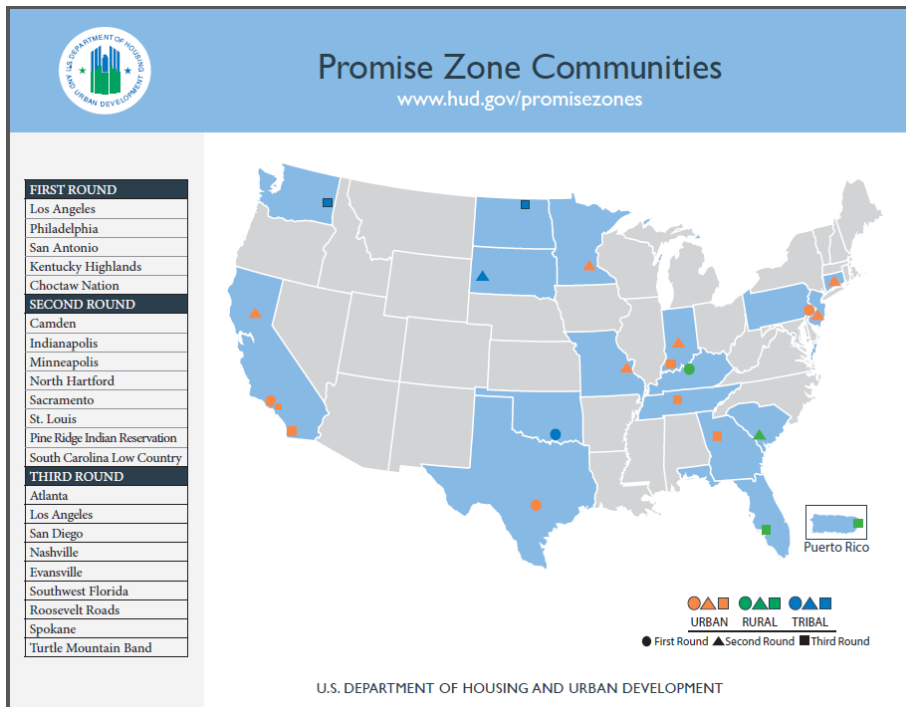 U.S. DEPARTMENT OF HOUSING
AND URBAN DEVELOPMENT
Promise Zone Communities
www.hud.gov/promisezones
FIRST ROUND
Los Angeles
Philadelphia
San Antonio
Kentucky Highlands
Choctaw Nation
SECOND ROUND
Camden
Indianapolis
Minneapolis
North Hartford
Sacramento
St. Louis
Pine Ridge Indian Reservation
South Carolina Low Country
THIRD ROUND
Atlanta
Los Angeles
San Diego
Nashville
Evansville
Southwest Florida
Roosevelt Roads
Spokane
Turtle Mountain Band
Puerto Rico
URBAN RURAL TRIBAL
First Round Second Round Third Round
U.S. DEPARTMENT OF HOUSING AND URBAN DEVELOPMENT